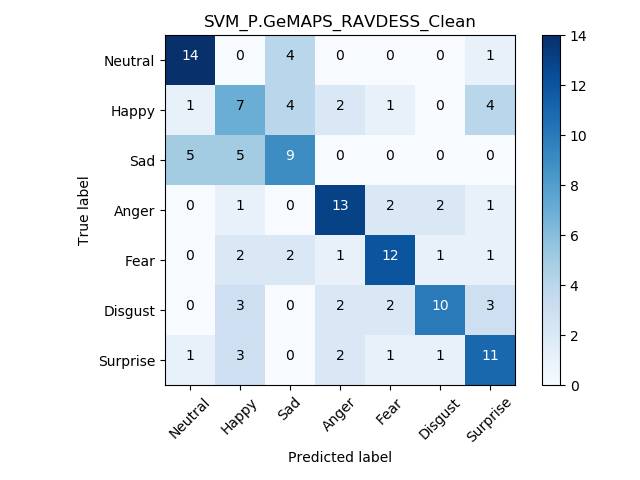 SVM_P.GeMAPS_RAVDESS_Clean
Neutral 14 0 4 0 0 0 1
Happy 1 7 4 2 1 0 4
Sad 5 5 9 0 0 0 0
Anger 0 1 0 13 2 2 1
Fear 0 2 2 1 12 1 1
Disgust 0 3 0 2 2 10 3
Surprise 1 3 0 2 1 1 11
Neutral Happy Sad Anger Fear Disgust Surprise
Predicted label
True label
14
12
10
8
6
4
2
0